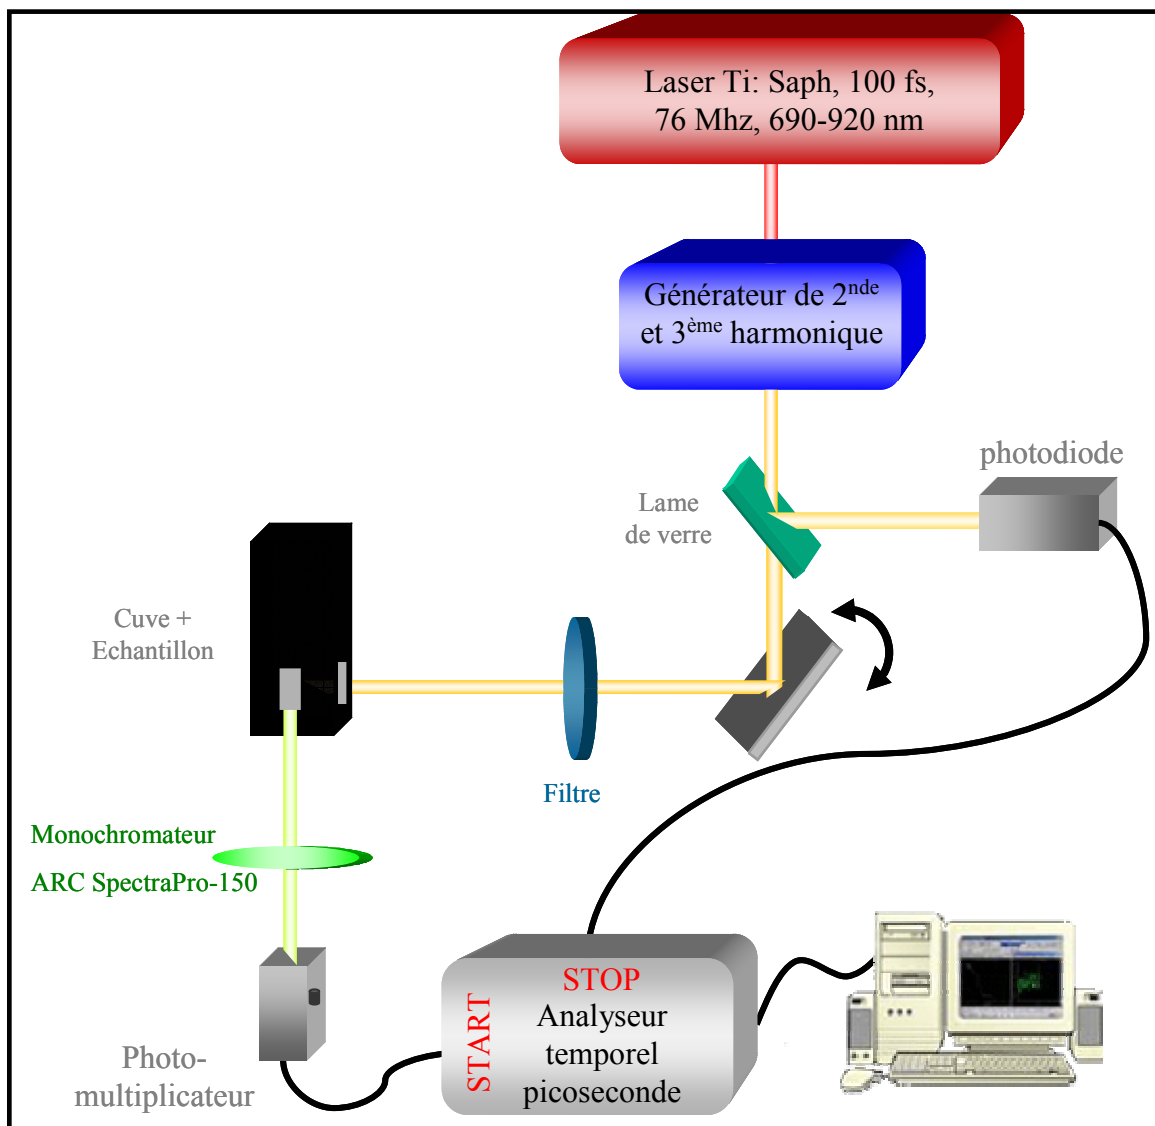 Laser Ti: Saph, 100 fs,
76 Mhz, 690-920 nm
Générateur de 2nde
et 3ème harmonique
photodiode
Lame
de verre
Cuve +
Echantillon
Filtre
Monochromateur
ARC SpectraPro-150
START
STOP
Analyseur
temporel
picoseconde
Photo-
multiplicateur